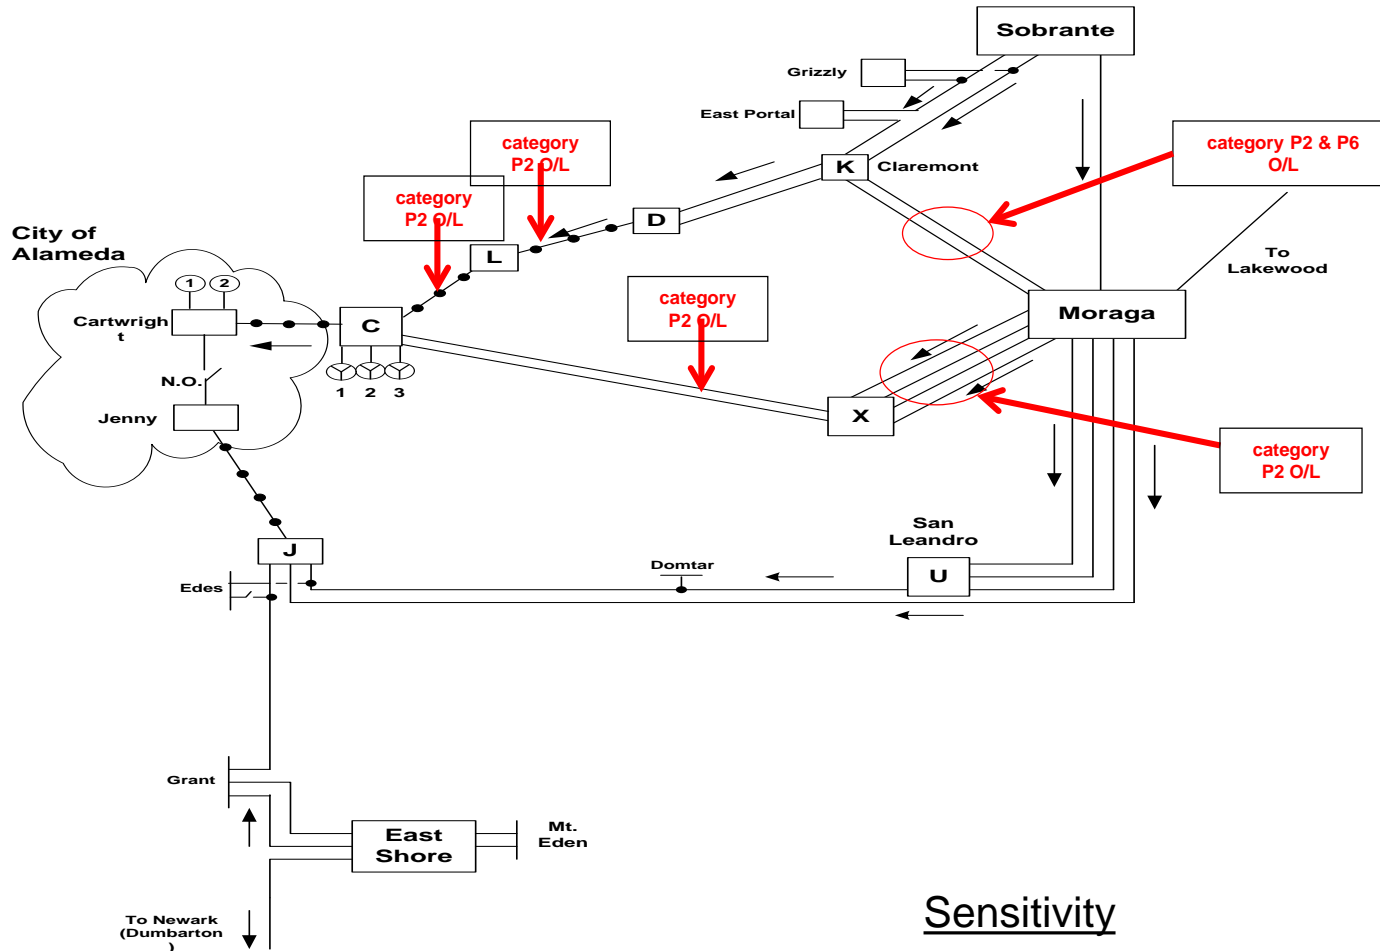 Sobrante
Grizzly
East Portal
category
P2 O/L
category P2 & P6
O/L
K
Claremont
category
P2 O/L
D
City of
Alameda
L
To
Lakewood
1
2
category
P2 O/L
Cartwrigh
t
C
Moraga
N.O.
1
2
3
Jenny
X
category
P2 O/L
San
Leandro
J
Domtar
U
Edes
Grant
East
Shore
Mt.
Eden
Sensitivity
To Newark
(Dumbarton
)